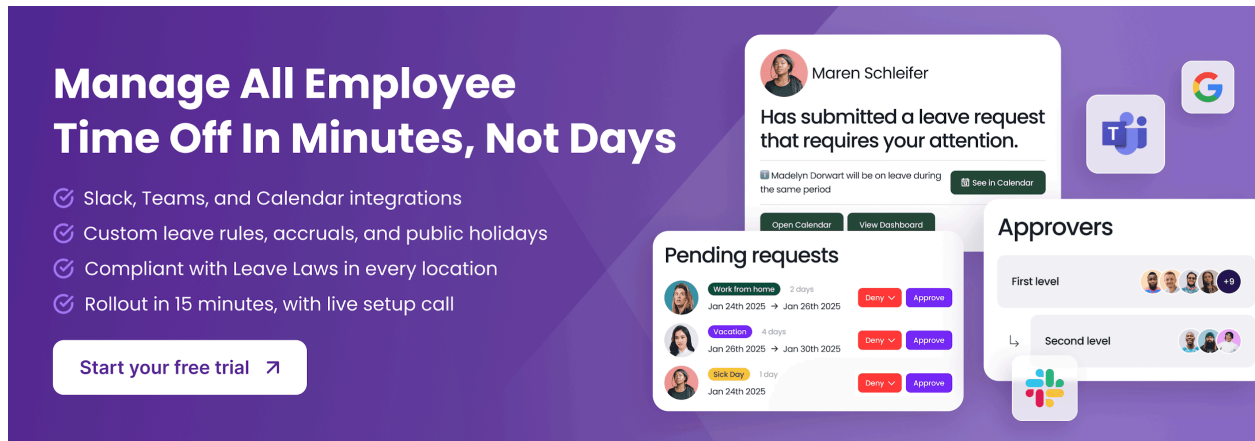 Manage All Employee
Time Off In Minutes, Not Days
Slack, Teams, and Calendar integrations
Custom leave rules, accruals, and public holidays
Compliant with Leave Laws in every location
Rollout in 15 minutes, with live setup call
Start your free trial
Maren Schleifer
Has submitted a leave request
that requires your attention.
Madelyn Dorwart will be on leave during
the same period
See in Calendar
Open Calendar
View Dashboard
Pending requests
Work from home 2 days
Jan 24th 2025 → Jan 26th 2025
Deny Approve
Vacation 4 days
Jan 26th 2025 → Jan 30th 2025
Deny Approve
Sick Day 1 day
Jan 24th 2025
Deny Approve
T
G
Approvers
First level
+9
Second level